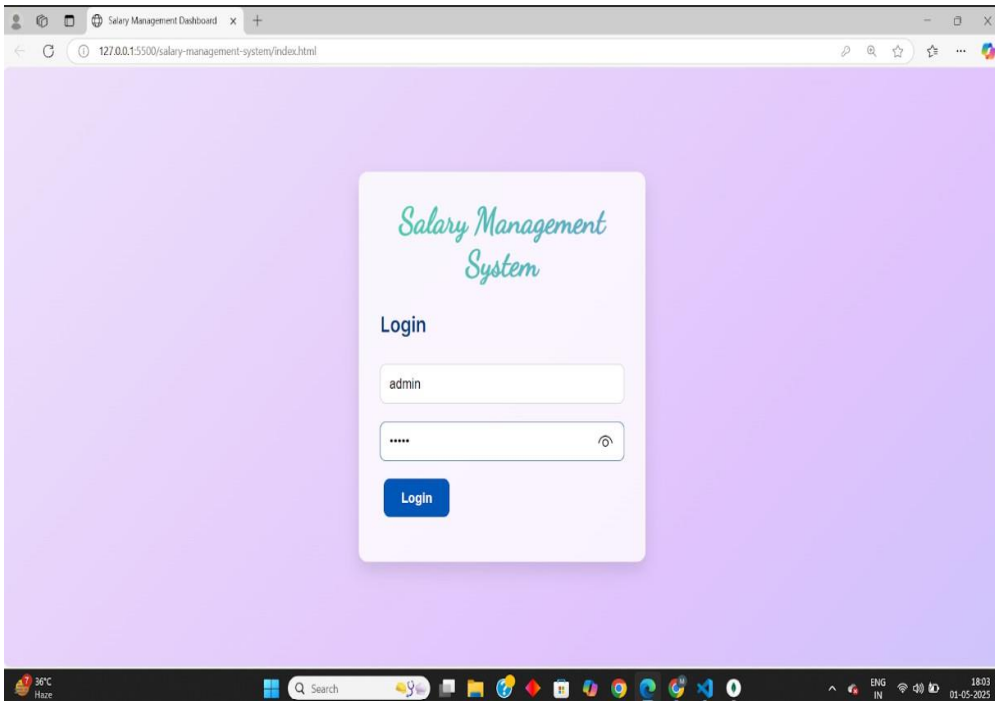 Salary Management Dashboard
127.0.0.1:5500/salary-management-system/index.html
Salary Management
System
Login
admin
•••••
Login
7
36°C
Haze
Search
ENG
IN
18:03
01-05-2025